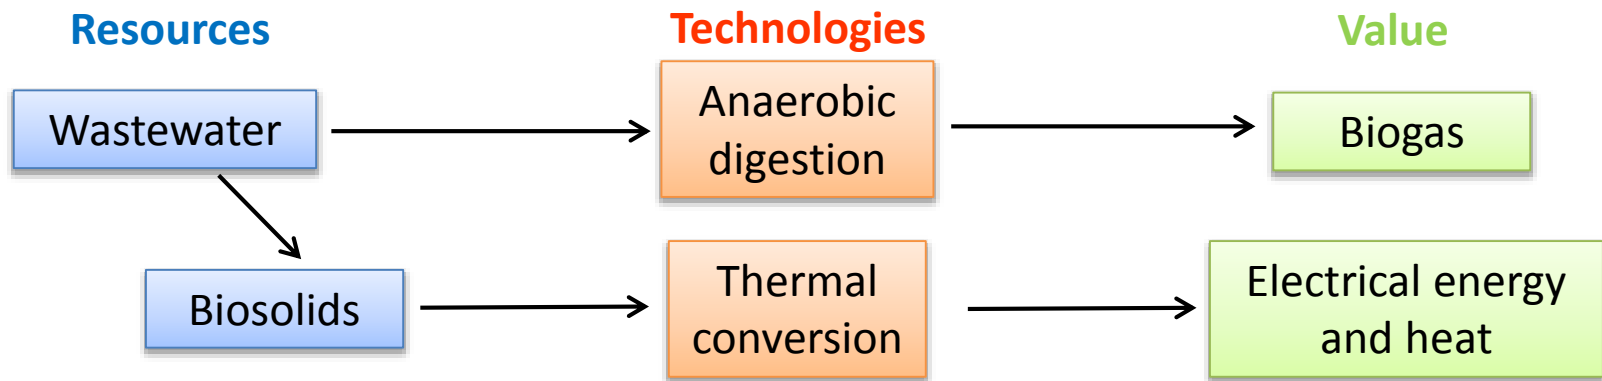 Resources
Technologies
Value
Wastewater
Anaerobic
digestion
Biogas
Biosolids
Thermal
conversion
Electrical energy
and heat